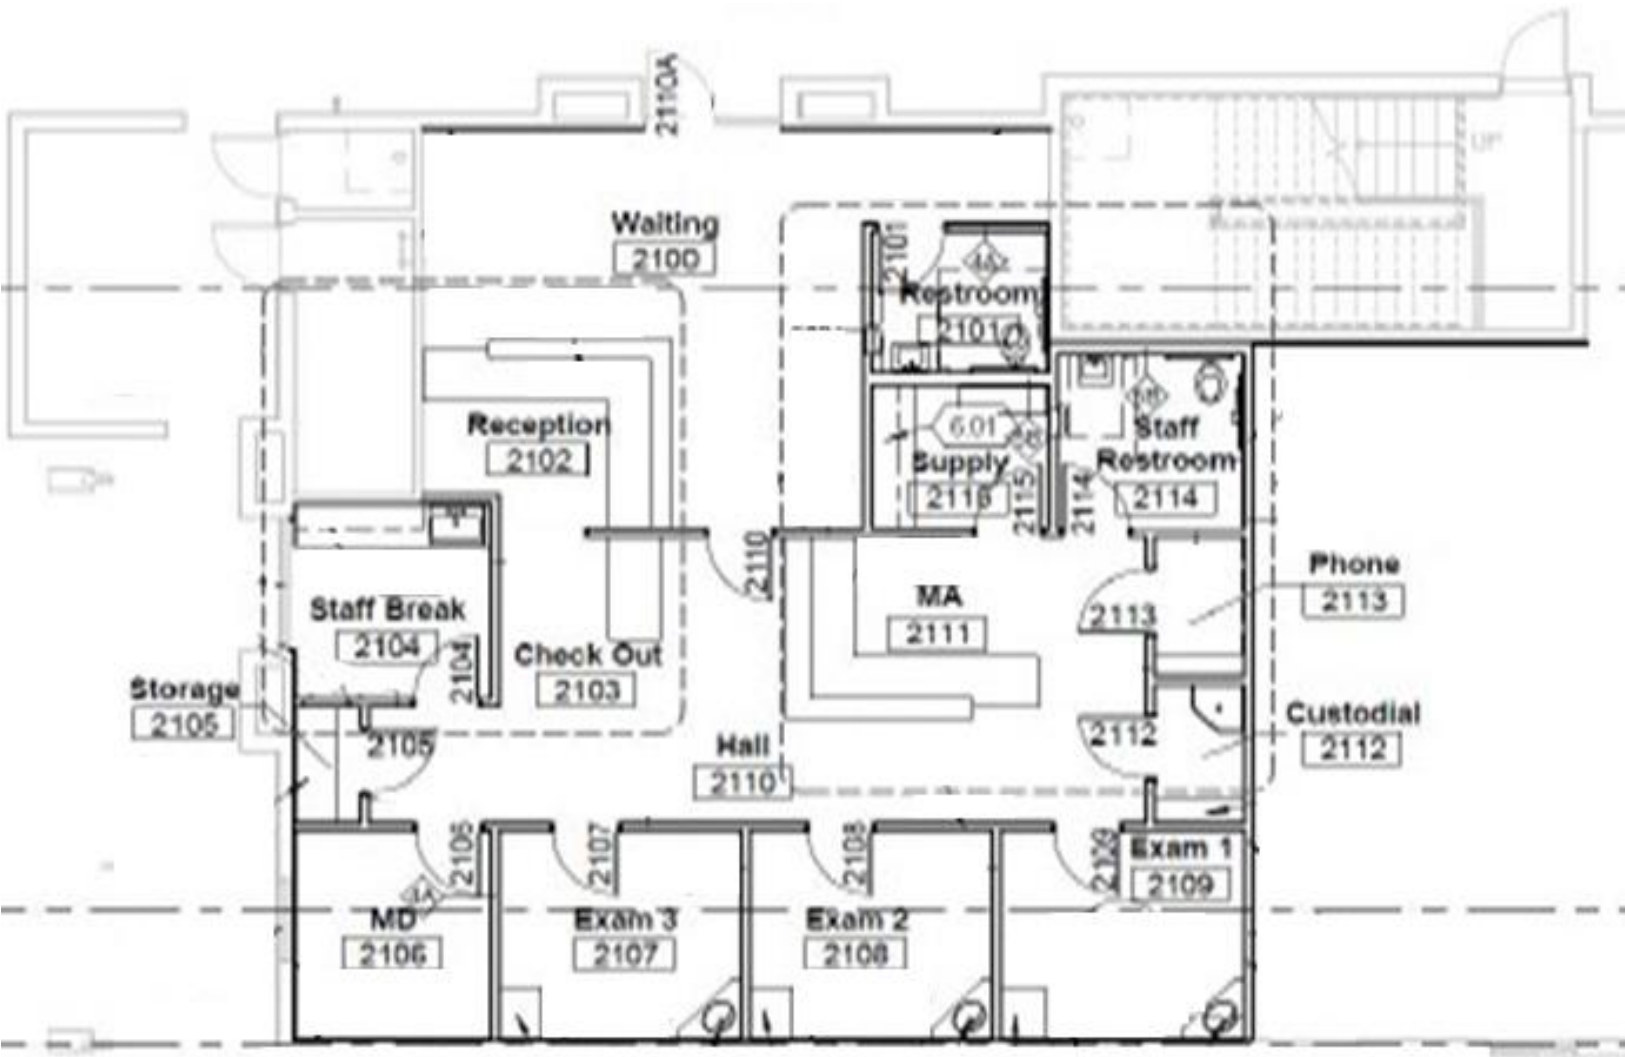 2110A
UP
Waiting
2100
2101
Restroom
2101
Reception
2102
6.01
Supply
2115
2114
Staff
Restroom
2114
2110
Staff Break
2104
2104
Check Out
2103
MA
2111
2113
Phone
2113
Storage
2105
2105
Hall
2110
2112
Custodial
2112
2106
2107
2108
2109
Exam 1
2109
MD
2106
Exam 3
2107
Exam 2
2108